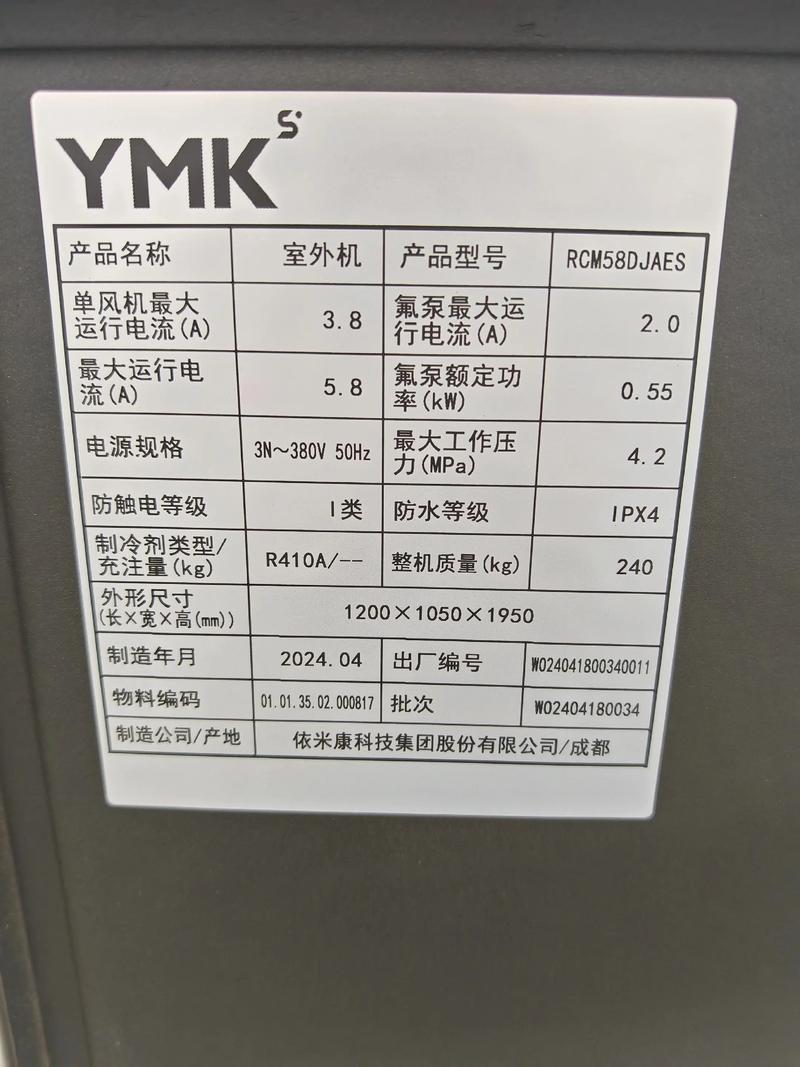 YMK S
产品名称 室外机 产品型号 RCM58DJAES
单风机最大
运行电流(A) 3.8 氟泵最大运
行电流(A) 2.0
最大运行电
流(A) 5.8 氟泵额定功
率(kW) 0.55
电源规格 3N～380V 50Hz 最大工作压
力(MPa) 4.2
防触电等级 I类 防水等级 IPX4
制冷剂类型/
充注量(kg) R410A/-- 整机质量(kg) 240
外形尺寸
(长×宽×高(mm)) 1200×1050×1950
制造年月 2024.04 出厂编号 W024041800340011
物料编码 01.01.35.02.000817 批次 W02404180034
制造公司/产地 依米康科技集团股份有限公司/成都